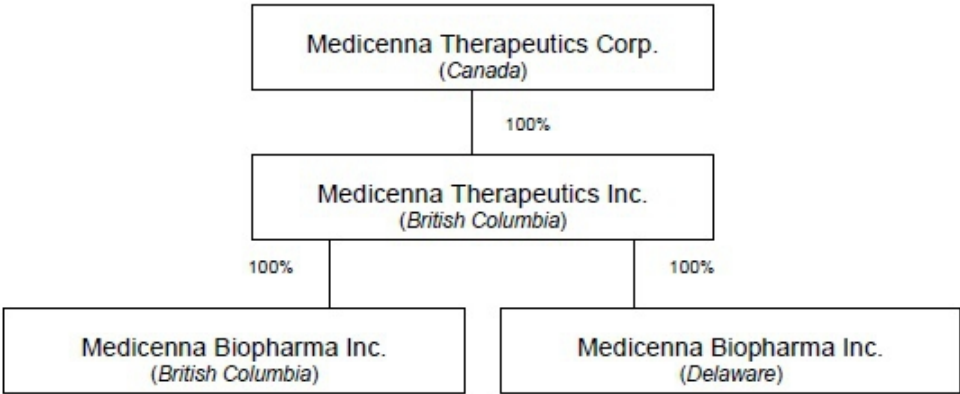 Medicenna Therapeutics Corp.
(Canada)
100%
Medicenna Therapeutics Inc.
(British Columbia)
100%
100%
Medicenna Biopharma Inc.
(British Columbia)
Medicenna Biopharma Inc.
(Delaware)